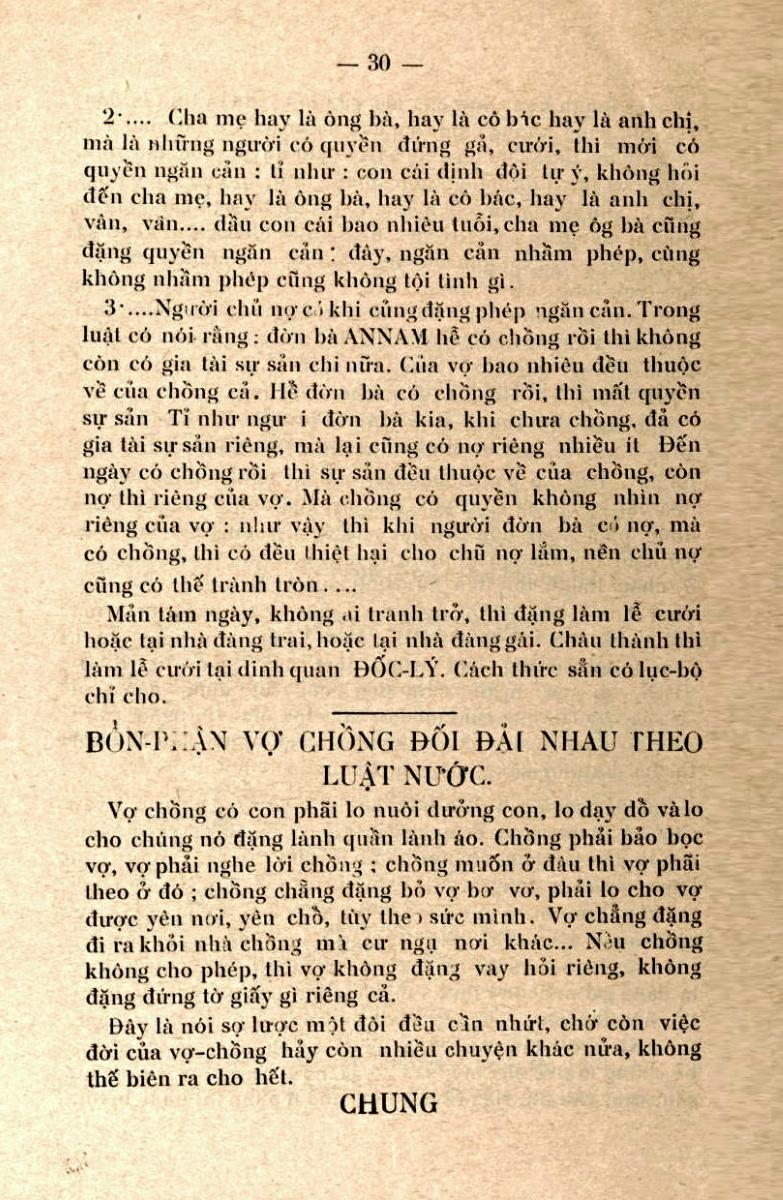 — 30 —
2·.... Cha mẹ hay là ông bà, hay là cô bác hay là anh chị,
mà là những người có quyền đứng gả, cưới, thì mới có
quyền ngăn cản : tỉ như : con cái định đôi tự ý, không hỏi
đến cha mẹ, hay là ông bà, hay là cô bác, hay là anh chị,
vân, vân.... dầu con cái bao nhiêu tuổi, cha mẹ ôg bà cũng
đặng quyền ngăn cản : đây, ngăn cản nhằm phép, cùng
không nhằm phép cũng không tội tình gì.
3·....Người chủ nợ có khi củng đặng phép ngăn cản. Trong
luật có nói rằng : đờn bà ANNAM hễ có chồng rồi thì không
còn có gia tài sự sản chi nữa. Của vợ bao nhiêu đều thuộc
về của chồng cả. Hễ đờn bà có chồng rồi, thì mất quyền
sự sản Tỉ như ngư i đờn bà kia, khi chưa chồng, đả có
gia tài sự sản riêng, mà lại cũng có nợ riêng nhiều ít Đến
ngày có chồng rồi thì sự sản đều thuộc về của chồng, còn
nợ thì riêng của vợ. Mà chồng có quyền không nhìn nợ
riêng của vợ : như vậy thì khi người đờn bà có nợ, mà
có chồng, thì có đều thiệt hại cho chũ nợ lắm, nên chủ nợ
cũng có thế trành tròn....
Mản tám ngày, không ai tranh trở, thì đặng làm lễ cưới
hoặc tại nhà đàng trai, hoặc tại nhà đàng gái. Châu thành thì
làm lễ cưới tại dinh quan ĐỐC-LÝ. Cách thức sẳn có lục-bộ
chỉ cho.
BỔN-PHẬN VỢ CHỒNG ĐỐI ĐẢI NHAU THEO
LUẬT NƯỚC.
Vợ chồng có con phãi lo nuôi dưởng con, lo dạy dỗ và lo
cho chúng nó đặng lành quần lành áo. Chồng phải bảo bọc
vợ, vợ phải nghe lời chồng ; chồng muốn ở đâu thì vợ phãi
theo ở đó ; chồng chẳng đặng bỏ vợ bơ vơ, phải lo cho vợ
được yên nơi, yên chổ, tùy theo sức mình. Vợ chẳng đặng
đi ra khỏi nhà chồng mà cư ngụ nơi khác... Nếu chồng
không cho phép, thì vợ không đặng vay hỏi riêng, không
đặng đứng tờ giấy gì riêng cả.
Đây là nói sợ lược một đôi đều cần nhứt, chớ còn việc
đời của vợ-chồng hảy còn nhiều chuyện khác nửa, không
thế biên ra cho hết.
CHUNG